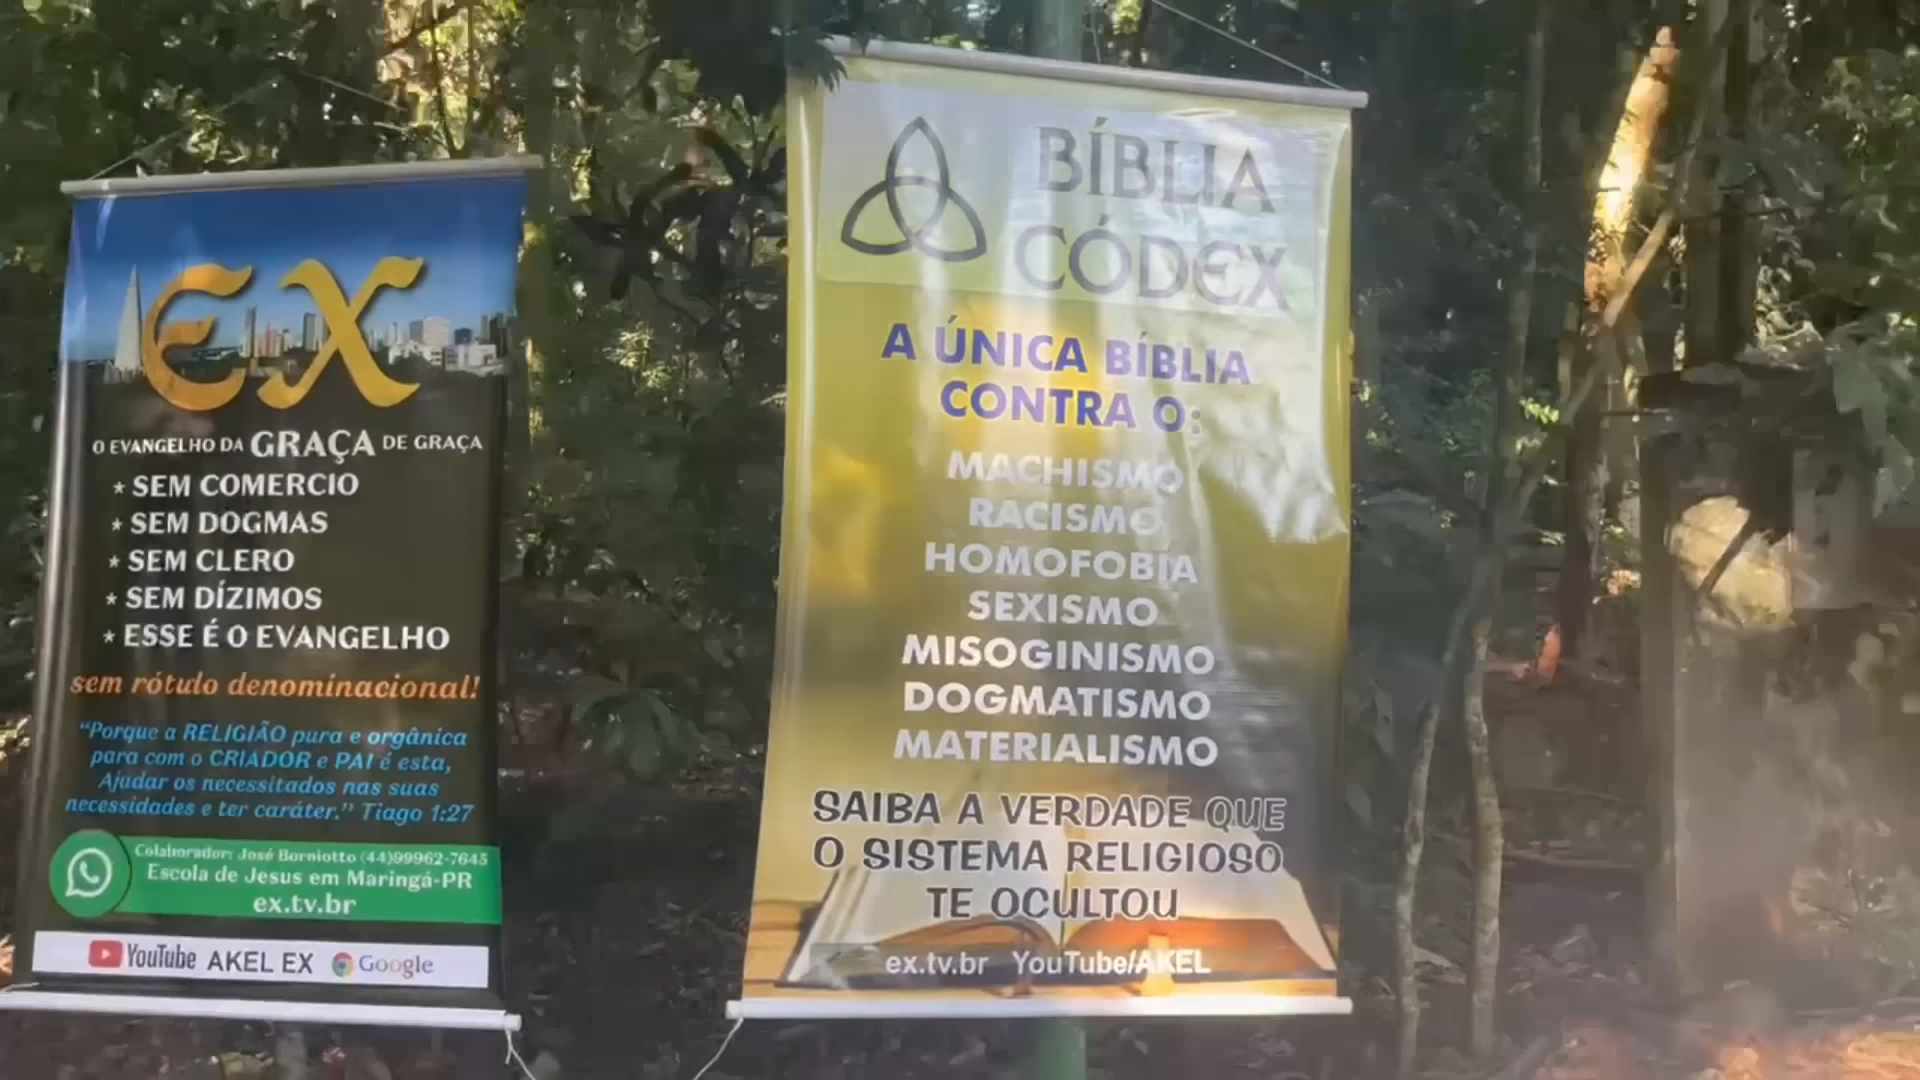 EX
O EVANGELHO DA GRAÇA DE GRAÇA
* SEM COMERCIO
* SEM DOGMAS
* SEM CLERO
* SEM DÍZIMOS
* ESSE É O EVANGELHO
sem rótulo denominacional!
“Porque a RELIGIÃO pura e orgânica
para com o CRIADOR e PAI é esta,
Ajudar os necessitados nas suas
necessidades e ter caráter.” Tiago 1:27
Colaborador: José Borniotto (44)99962-7645
Escola de Jesus em Maringá-PR
ex.tv.br
YouTube AKEL EX Google
BÍBLIA
CÓDEX
A ÚNICA BÍBLIA
CONTRA O:
MACHISMO
RACISMO
HOMOFOBIA
SEXISMO
MISOGINISMO
DOGMATISMO
MATERIALISMO
SAIBA A VERDADE QUE
O SISTEMA RELIGIOSO
TE OCULTOU
ex.tv.br YouTube/AKEL